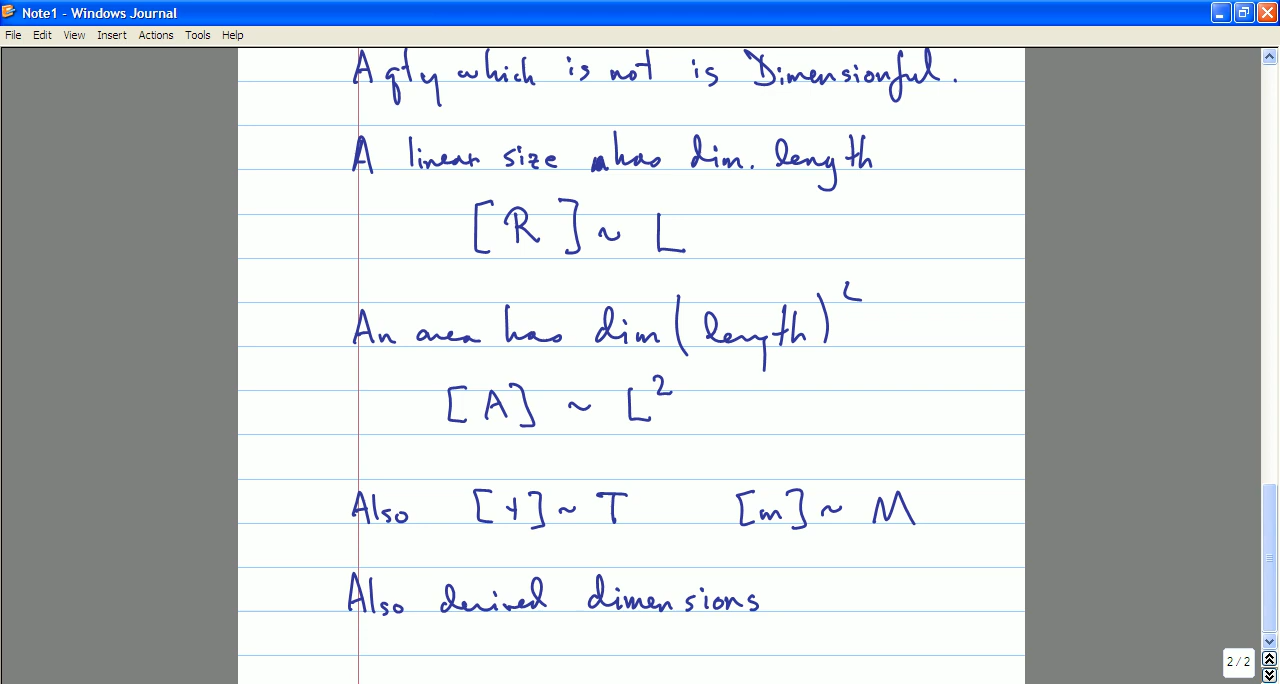 Note1 - Windows Journal
File Edit View Insert Actions Tools Help
A qty which is not is Dimensionful.
A linear size has dim. length
[R] ~ L
An area has dim (length)²
[A] ~ L²
Also [t] ~ T [m] ~ M
Also derived dimensions
2 / 2